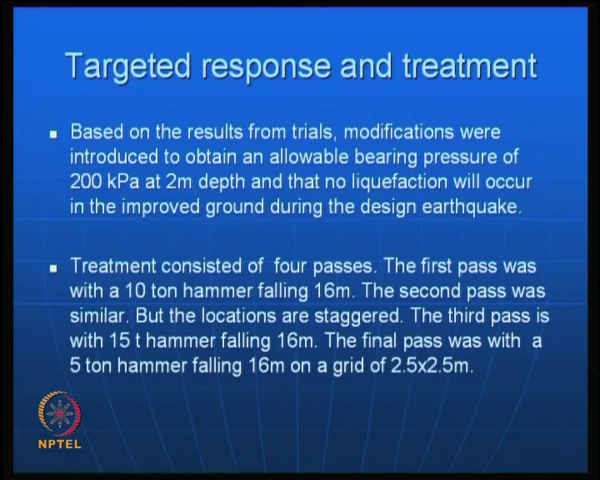 Targeted response and treatment
Based on the results from trials, modifications were
introduced to obtain an allowable bearing pressure of
200 kPa at 2m depth and that no liquefaction will occur
in the improved ground during the design earthquake.
Treatment consisted of four passes. The first pass was
with a 10 ton hammer falling 16m. The second pass was
similar. But the locations are staggered. The third pass is
with 15 t hammer falling 16m. The final pass was with a
5 ton hammer falling 16m on a grid of 2.5x2.5m.
NPTEL